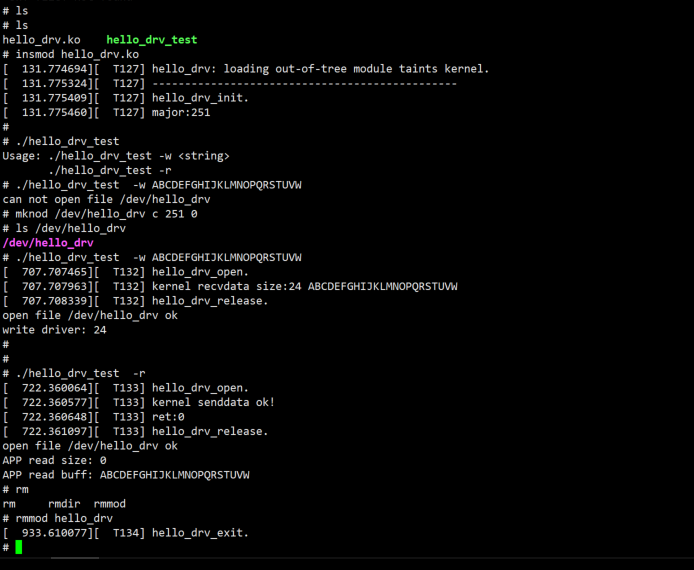 # ls
# ls
hello_drv.ko    hello_drv_test
# insmod hello_drv.ko
[  131.774694][  T127] hello_drv: loading out-of-tree module taints kernel.
[  131.775324][  T127] -----------------------------------------------
[  131.775409][  T127] hello_drv_init.
[  131.775460][  T127] major:251
#
# ./hello_drv_test
Usage: ./hello_drv_test -w <string>
       ./hello_drv_test -r
# ./hello_drv_test  -w ABCDEFGHIJKLMNOPQRSTUVW
can not open file /dev/hello_drv
# mknod /dev/hello_drv c 251 0
# ls /dev/hello_drv
/dev/hello_drv
# ./hello_drv_test  -w ABCDEFGHIJKLMNOPQRSTUVW
[  707.707465][  T132] hello_drv_open.
[  707.707963][  T132] kernel recvdata size:24 ABCDEFGHIJKLMNOPQRSTUVW
[  707.708339][  T132] hello_drv_release.
open file /dev/hello_drv ok
write driver: 24
#
#
# ./hello_drv_test  -r
[  722.360064][  T133] hello_drv_open.
[  722.360577][  T133] kernel senddata ok!
[  722.360648][  T133] ret:0
[  722.361097][  T133] hello_drv_release.
open file /dev/hello_drv ok
APP read size: 0
APP read buff: ABCDEFGHIJKLMNOPQRSTUVW
# rm
rm     rmdir  rmmod
# rmmod hello_drv
[  933.610077][  T134] hello_drv_exit.
#